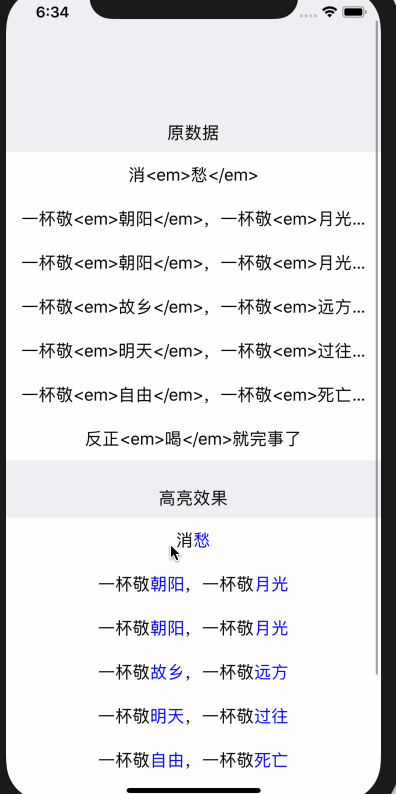 6:34
原数据
消<em>愁</em>
一杯敬<em>朝阳</em>，一杯敬<em>月光...
一杯敬<em>朝阳</em>，一杯敬<em>月光...
一杯敬<em>故乡</em>，一杯敬<em>远方...
一杯敬<em>明天</em>，一杯敬<em>过往...
一杯敬<em>自由</em>，一杯敬<em>死亡...
反正<em>喝</em>就完事了
高亮效果
消愁
一杯敬朝阳，一杯敬月光
一杯敬朝阳，一杯敬月光
一杯敬故乡，一杯敬远方
一杯敬明天，一杯敬过往
一杯敬自由，一杯敬死亡